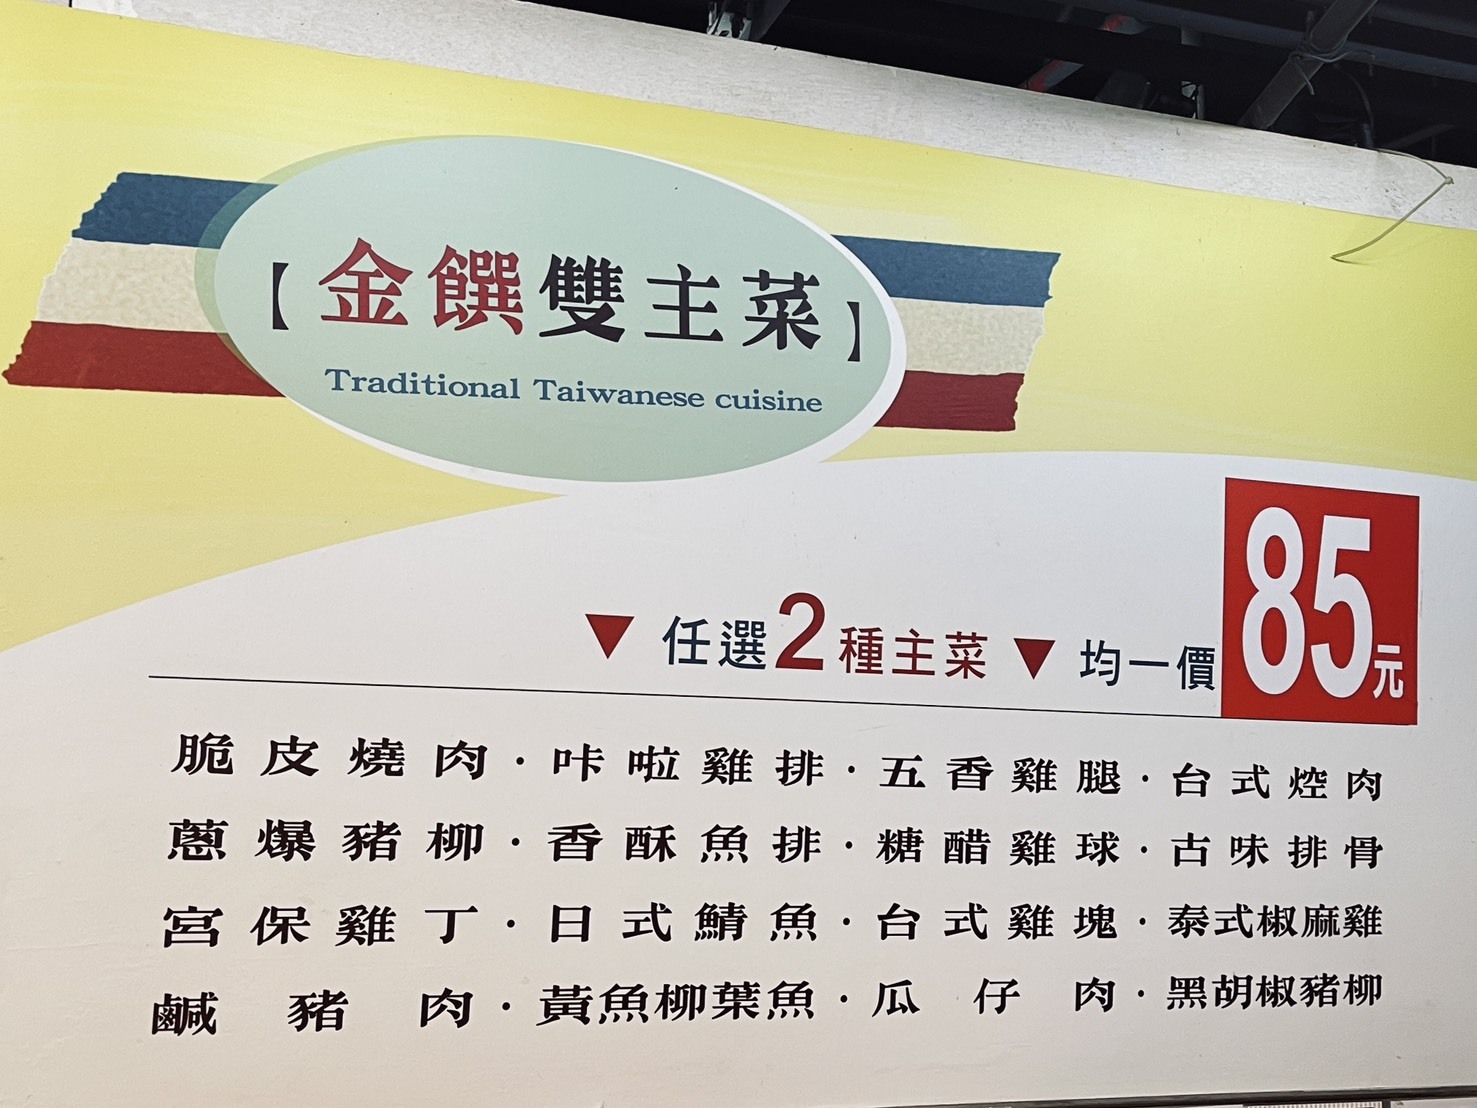 【金饌雙主菜】
Traditional Taiwanese cuisine
▼ 任選2種主菜 ▼ 均一價 85元
脆皮燒肉·咔啦雞排·五香雞腿·台式焢肉
蔥爆豬柳·香酥魚排·糖醋雞球·古味排骨
宮保雞丁·日式鯖魚·台式雞塊·泰式椒麻雞
鹹豬肉·黃魚柳葉魚·瓜仔肉·黑胡椒豬柳